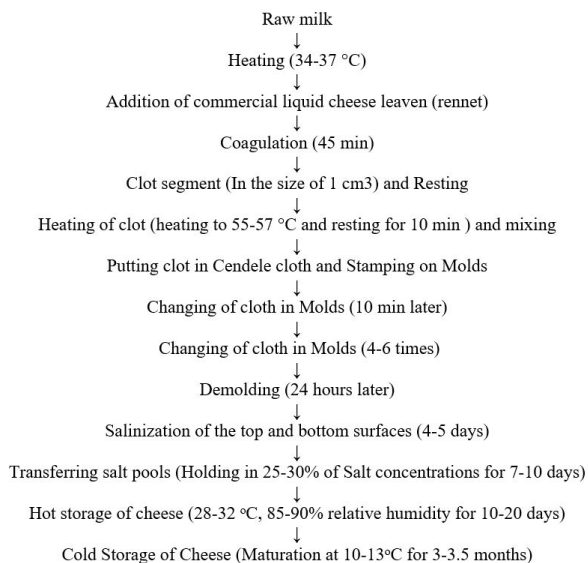 Raw milk
↓
Heating (34-37 °C)
↓
Addition of commercial liquid cheese leaven (rennet)
↓
Coagulation (45 min)
↓
Clot segment (In the size of 1 cm3) and Resting
↓
Heating of clot (heating to 55-57 °C and resting for 10 min ) and mixing
↓
Putting clot in Cendele cloth and Stamping on Molds
↓
Changing of cloth in Molds (10 min later)
↓
Changing of cloth in Molds (4-6 times)
↓
Demolding (24 hours later)
↓
Salinization of the top and bottom surfaces (4-5 days)
↓
Transferring salt pools (Holding in 25-30% of Salt concentrations for 7-10 days)
↓
Hot storage of cheese (28-32 °C, 85-90% relative humidity for 10-20 days)
↓
Cold Storage of Cheese (Maturation at 10-13°C for 3-3.5 months)